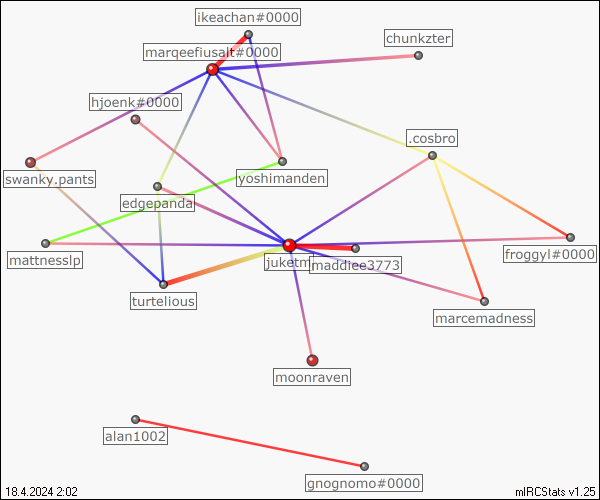 ikeachan#0000
chunkzter
marqeefiusalt#0000
hjoenk#0000
.cosbro
swanky.pants
yoshimanden
edgepanda
mattnesslp
froggyl#0000
maddiee3773
turtelious
marcemadness
moonraven
alan1002
gnognomo#0000
18.4.2024 2:02
mIRCStats v1.25